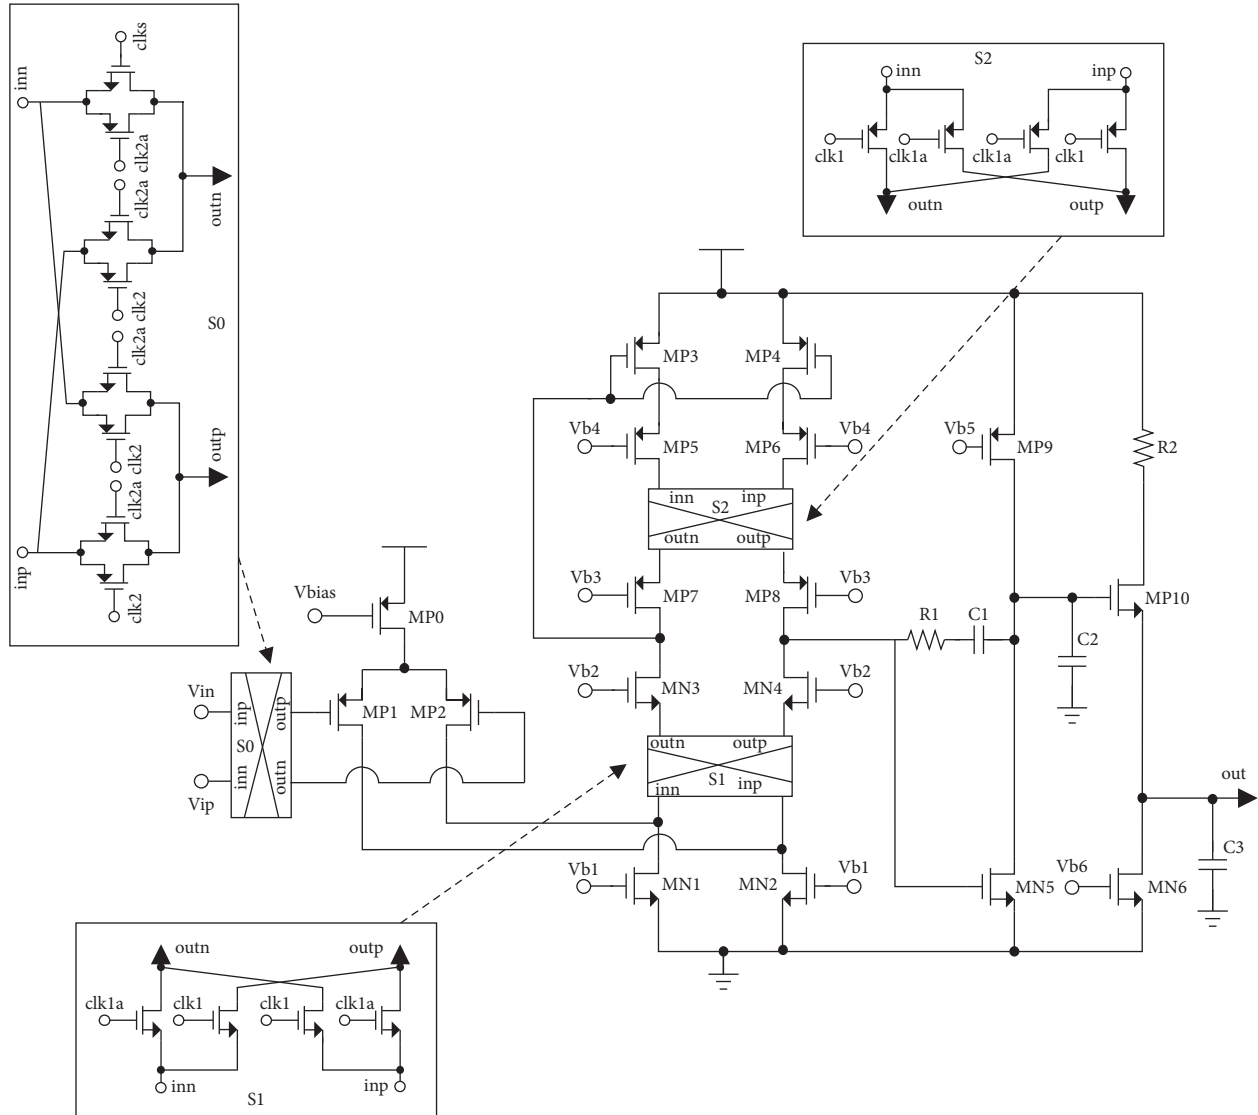 inn
clks
clk2a
clk2a
outn
clk2
S0
clk2a
clk2
outp
clk2a
inp
clk2
S2
inn
inp
clk1
clk1a
clk1a
clk1
outn
outp
MP3
MP4
Vb4
MP5
MP6
Vb4
Vb5
MP9
R2
inn
inp
S2
outn
outp
Vbias
MP0
Vb3
MP7
MP8
Vb3
MP10
R1
C1
C2
Vb2
MN3
MN4
Vb2
Vin
inp
outp
MP1
MP2
S0
Vip
inn
outn
outn
outp
S1
inn
inp
out
C3
Vb1
MN1
MN2
Vb1
MN5
Vb6
MN6
outn
outp
clk1a
clk1
clk1
clk1a
inn
inp
S1